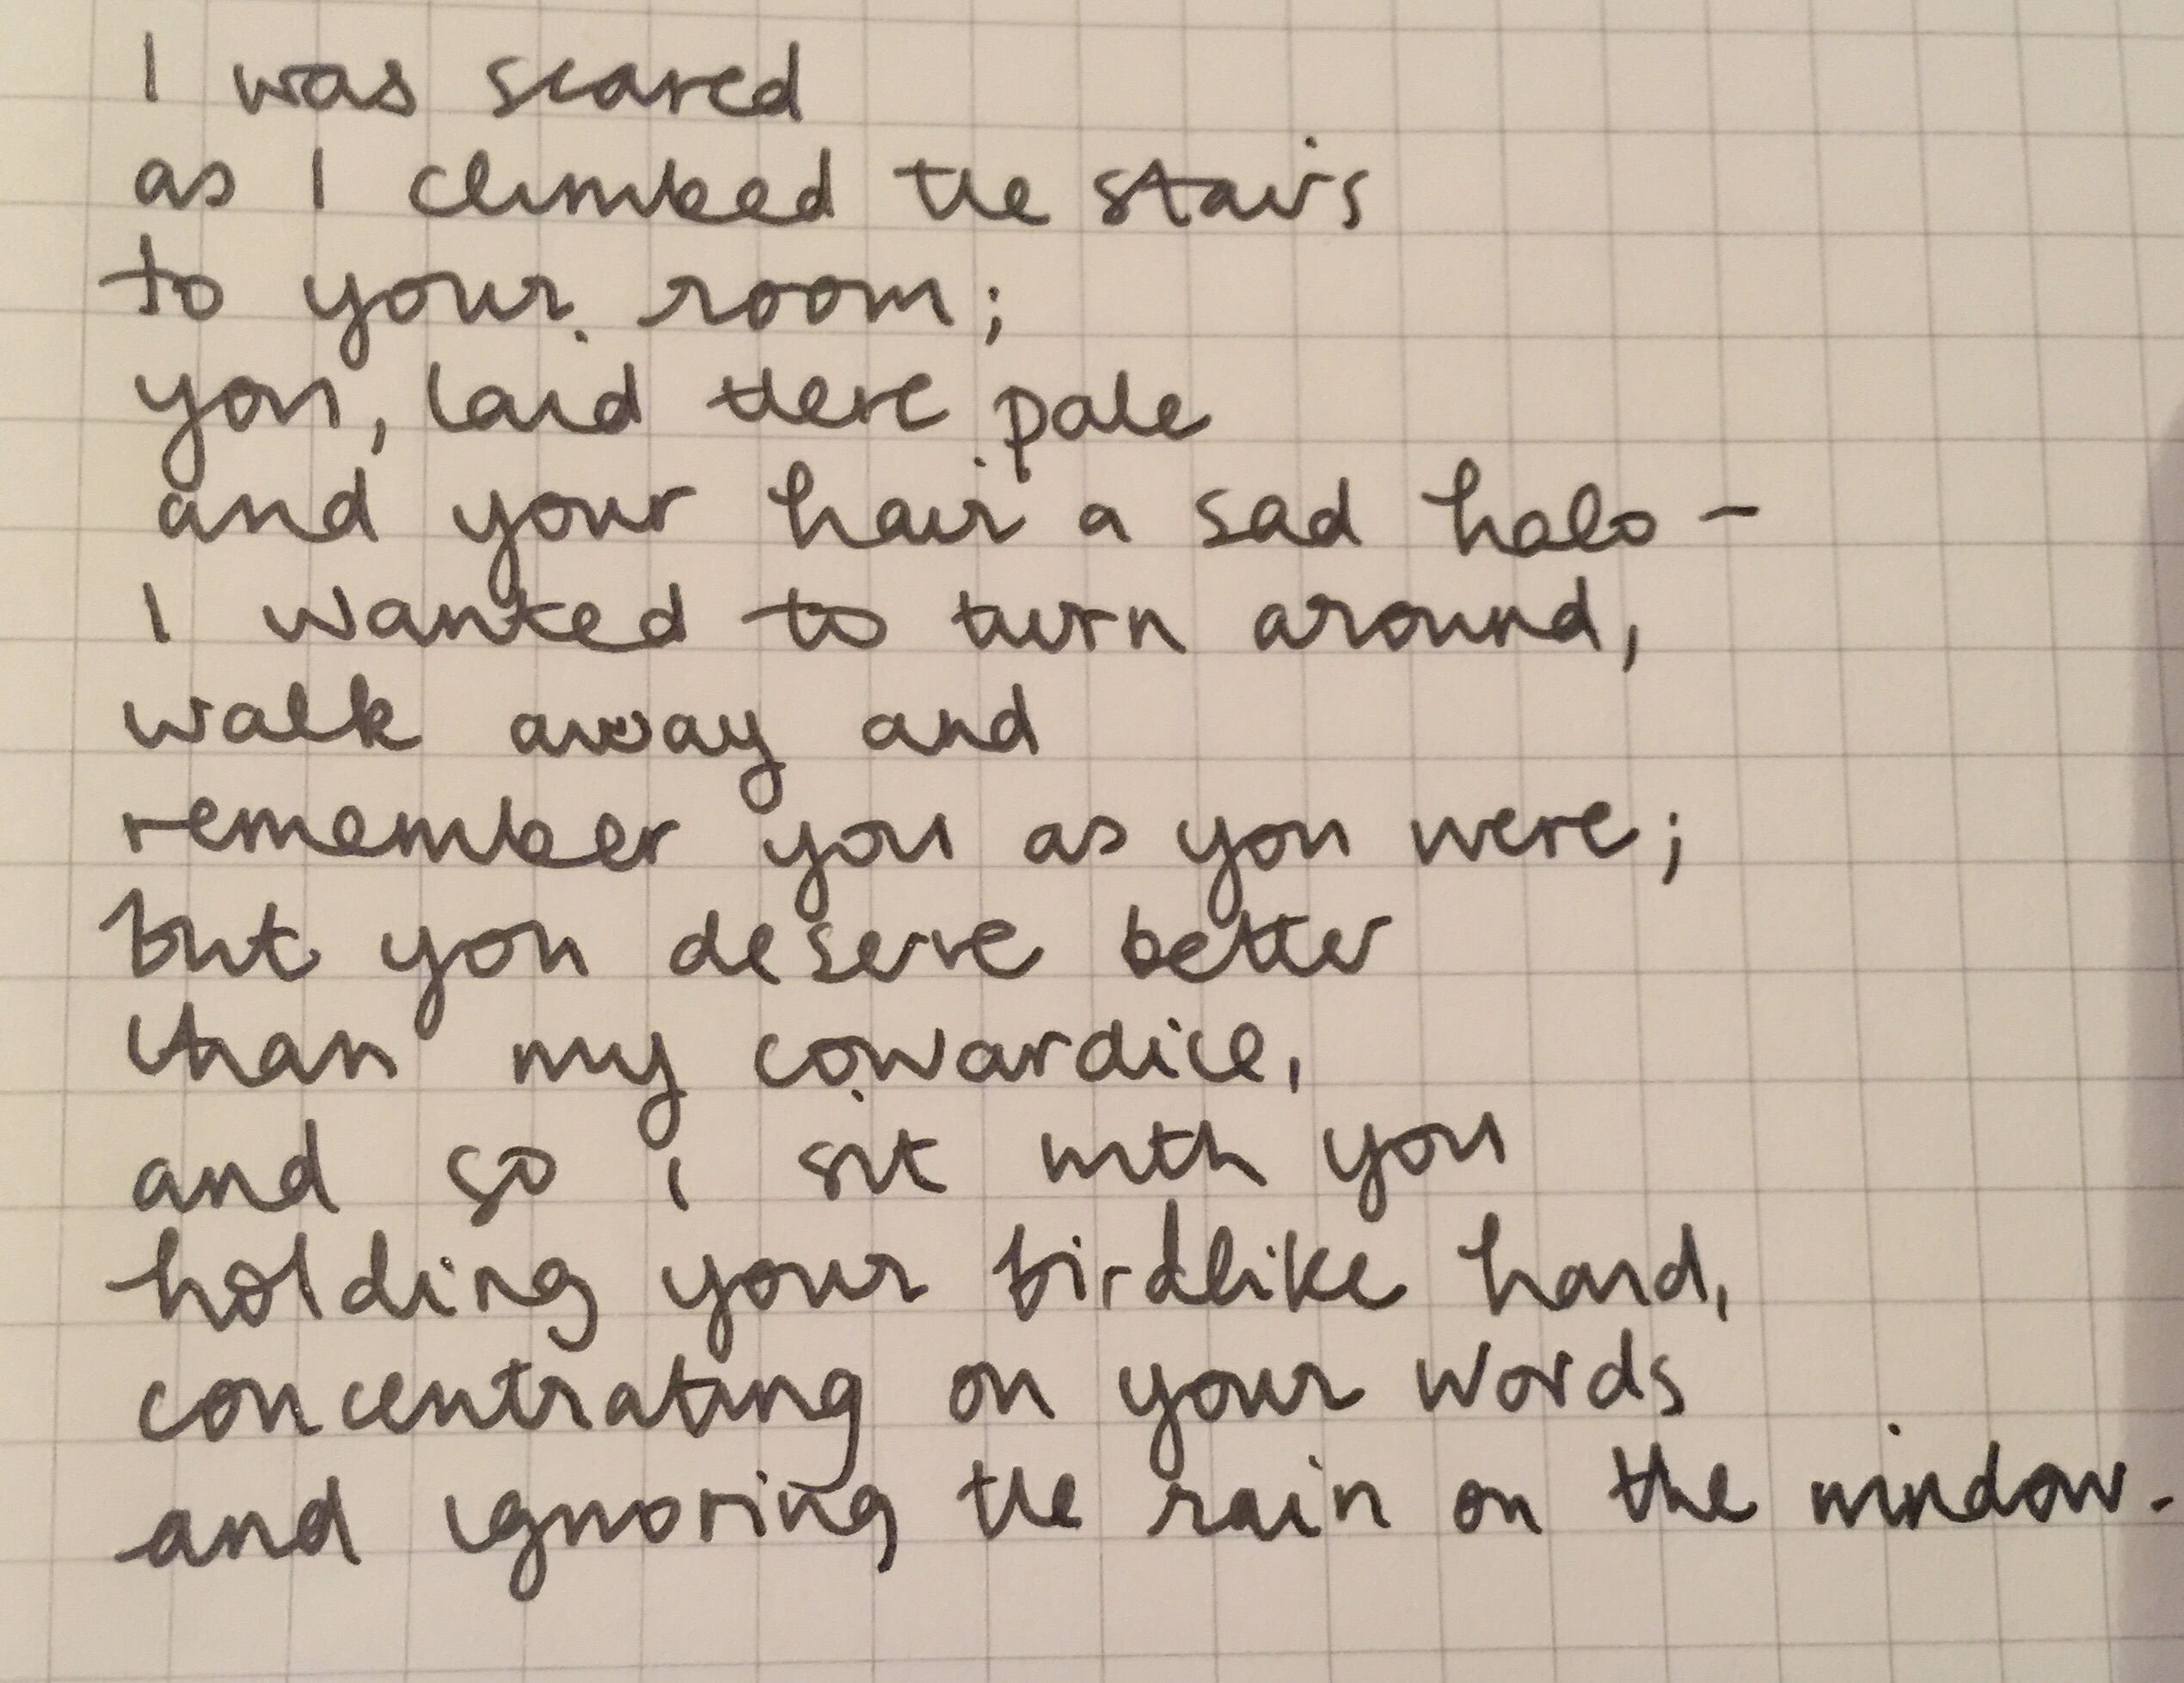 I was scared
as I climbed the stairs
to your room;
you, laid there pale
and your hair a sad halo -
I wanted to turn around,
walk away and
remember you as you were;
but you deserve better
than my cowardice,
and so i sit with you
holding your birdlike hand,
concentrating on your words
and ignoring the rain on the window.